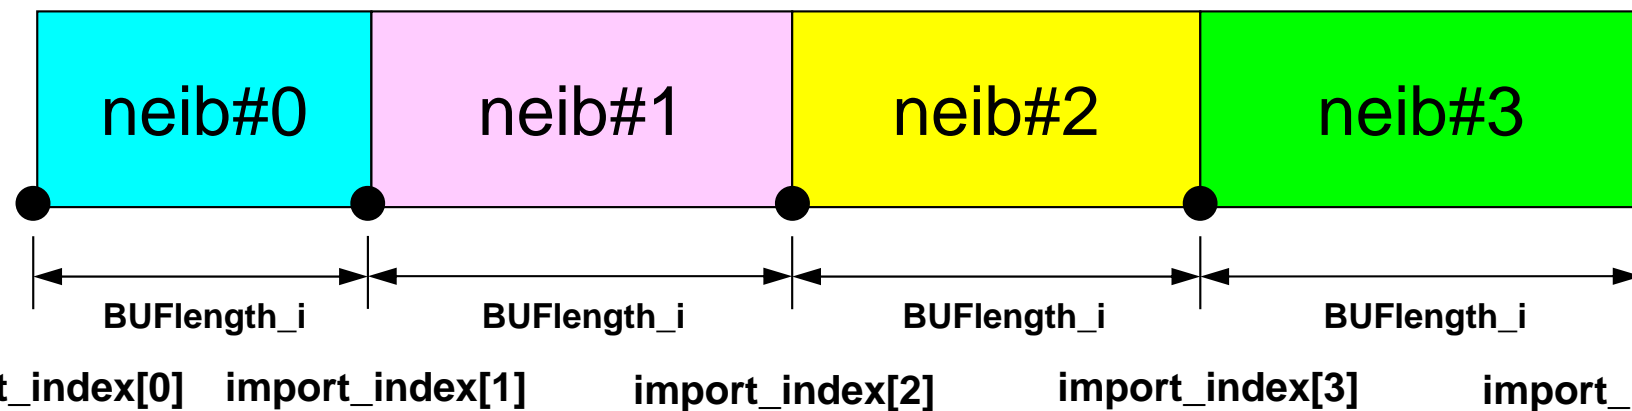 neib#0 neib#1 neib#2 neib#3
BUFlength_i BUFlength_i BUFlength_i BUFlength_i
t_index[0] import_index[1] import_index[2] import_index[3] import_